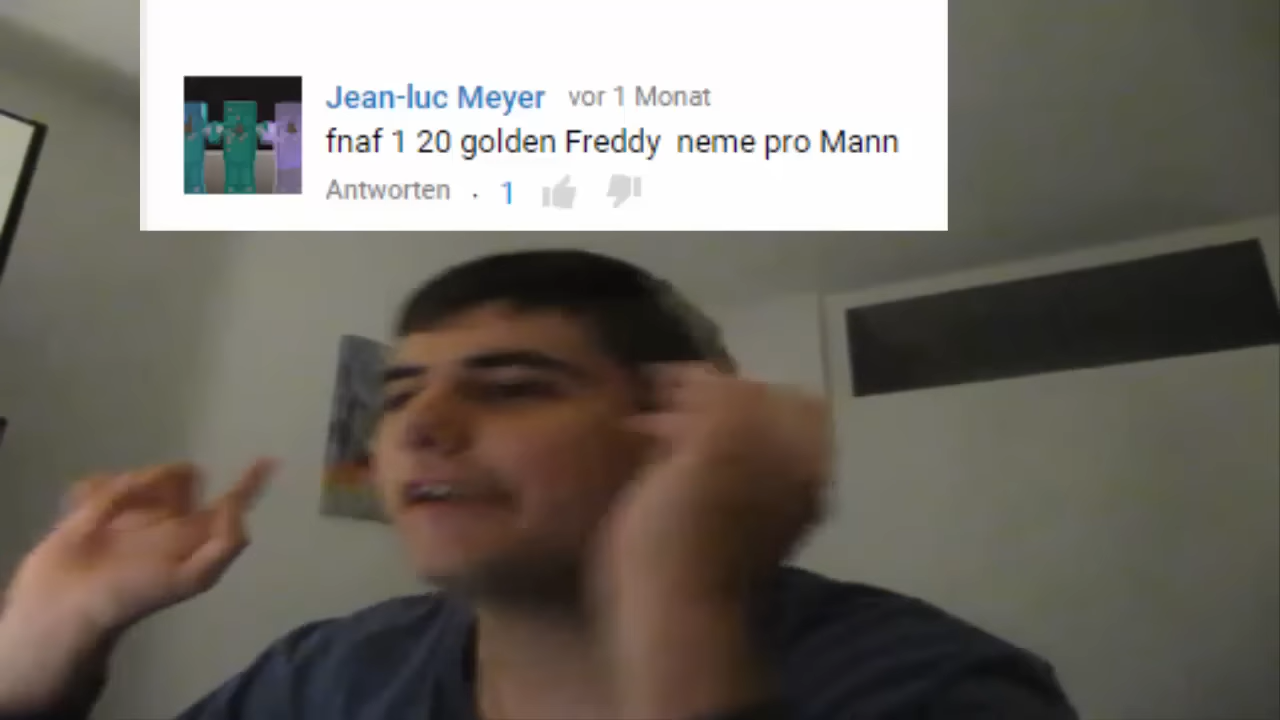 Jean-luc Meyer vor 1 Monat
fnaf 1 20 golden Freddy neme pro Mann
Antworten · 1